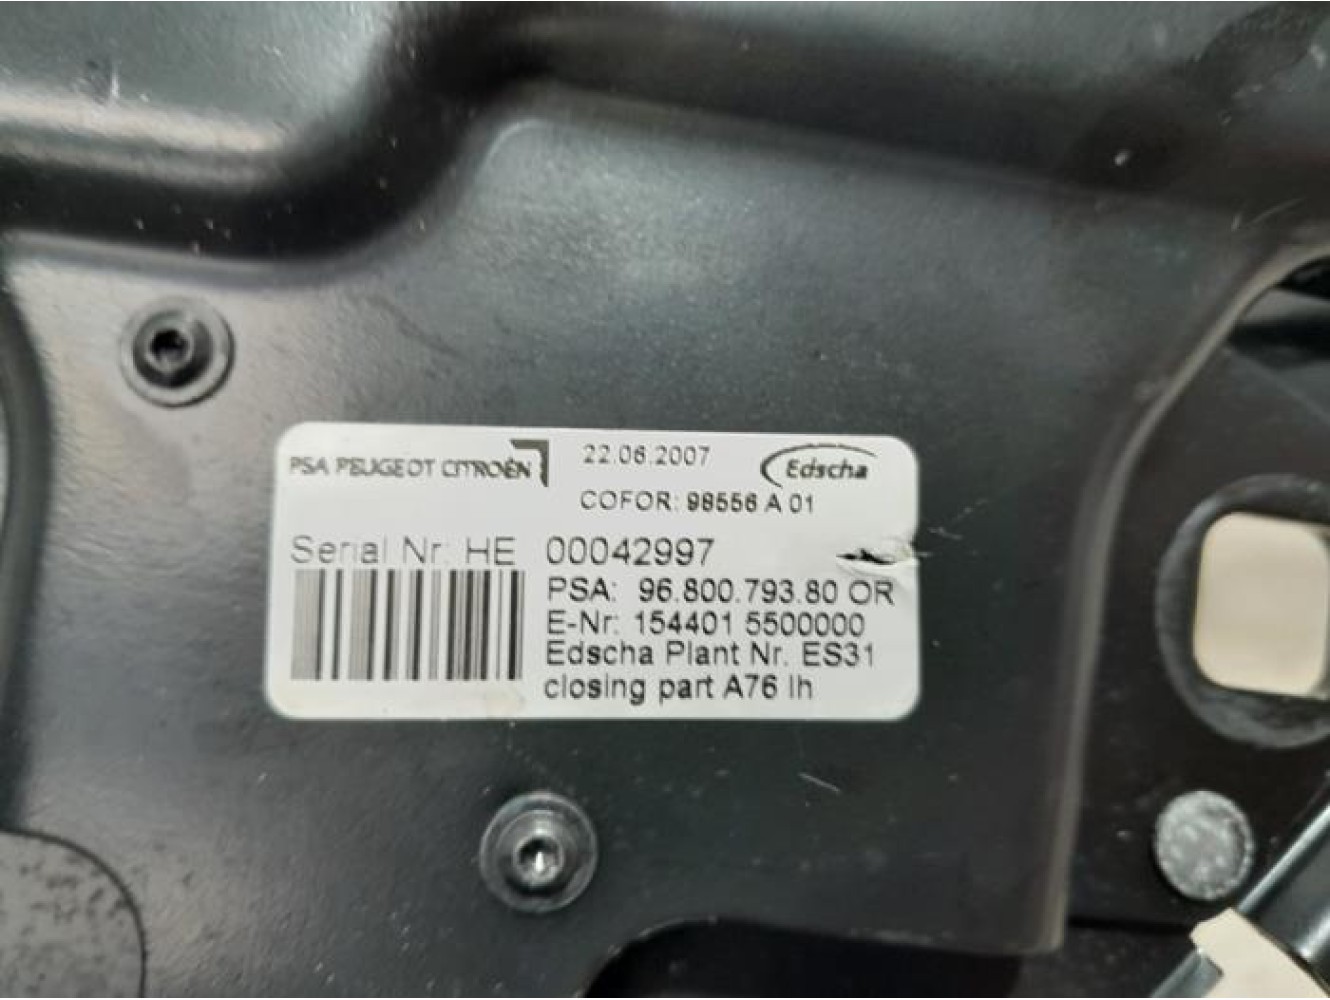 PSA PEUGEOT CITROËN
22.06.2007
Edscha
COFOR: 98556 A 01
Serial Nr: HE 00042997
PSA: 96.800.793.80 OR
E-Nr: 154401 5500000
Edscha Plant Nr. ES31
closing part A76 lh